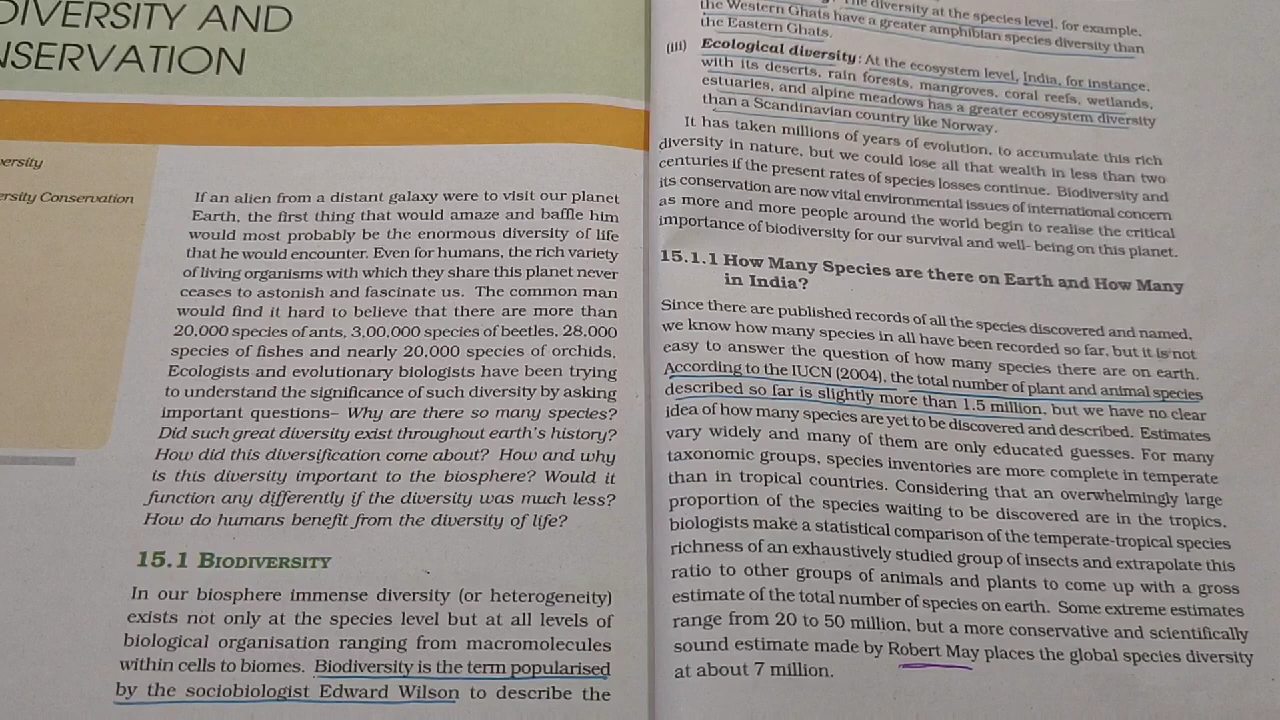 DIVERSITY AND
NSERVATION
versity
ersity Conservation
If an alien from a distant galaxy were to visit our planet
Earth, the first thing that would amaze and baffle him
would most probably be the enormous diversity of life
that he would encounter. Even for humans, the rich variety
of living organisms with which they share this planet never
ceases to astonish and fascinate us. The common man
would find it hard to believe that there are more than
20,000 species of ants, 3,00,000 species of beetles, 28,000
species of fishes and nearly 20,000 species of orchids.
Ecologists and evolutionary biologists have been trying
to understand the significance of such diversity by asking
important questions– Why are there so many species?
Did such great diversity exist throughout earth's history?
How did this diversification come about? How and why
is this diversity important to the biosphere? Would it
function any differently if the diversity was much less?
How do humans benefit from the diversity of life?
15.1 BIODIVERSITY
In our biosphere immense diversity (or heterogeneity)
exists not only at the species level but at all levels of
biological organisation ranging from macromolecules
within cells to biomes. Biodiversity is the term popularised
by the sociobiologist Edward Wilson to describe the
The diversity at the species level, for example,
the Western Ghats have a greater amphibian species diversity than
the Eastern Ghats.
(iii) Ecological diversity: At the ecosystem level, India, for instance,
with its deserts, rain forests, mangroves, coral reefs, wetlands,
estuaries, and alpine meadows has a greater ecosystem diversity
than a Scandinavian country like Norway.
It has taken millions of years of evolution, to accumulate this rich
diversity in nature, but we could lose all that wealth in less than two
centuries if the present rates of species losses continue. Biodiversity and
its conservation are now vital environmental issues of international concern
as more and more people around the world begin to realise the critical
importance of biodiversity for our survival and well- being on this planet.
15.1.1 How Many Species are there on Earth and How Many
in India?
Since there are published records of all the species discovered and named,
we know how many species in all have been recorded so far, but it is not
easy to answer the question of how many species there are on earth.
According to the IUCN (2004), the total number of plant and animal species
described so far is slightly more than 1.5 million, but we have no clear
idea of how many species are yet to be discovered and described. Estimates
vary widely and many of them are only educated guesses. For many
taxonomic groups, species inventories are more complete in temperate
than in tropical countries. Considering that an overwhelmingly large
proportion of the species waiting to be discovered are in the tropics,
biologists make a statistical comparison of the temperate-tropical species
richness of an exhaustively studied group of insects and extrapolate this
ratio to other groups of animals and plants to come up with a gross
estimate of the total number of species on earth. Some extreme estimates
range from 20 to 50 million, but a more conservative and scientifically
sound estimate made by Robert May places the global species diversity
at about 7 million.